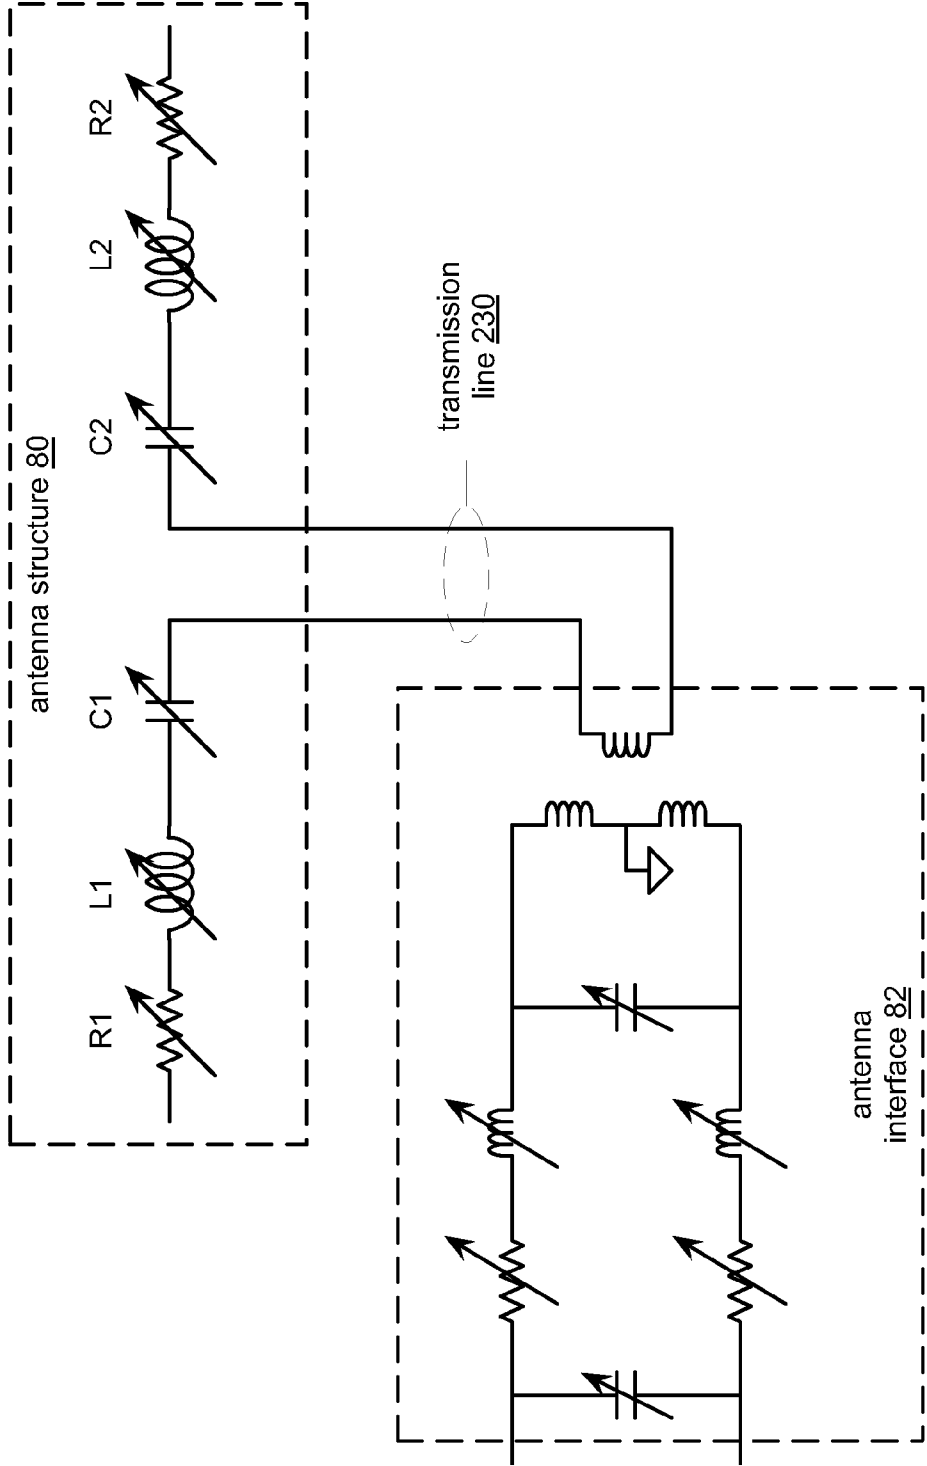 antenna structure 80
R1
L1
C1
C2
L2
R2
transmission
line 230
antenna
interface 82